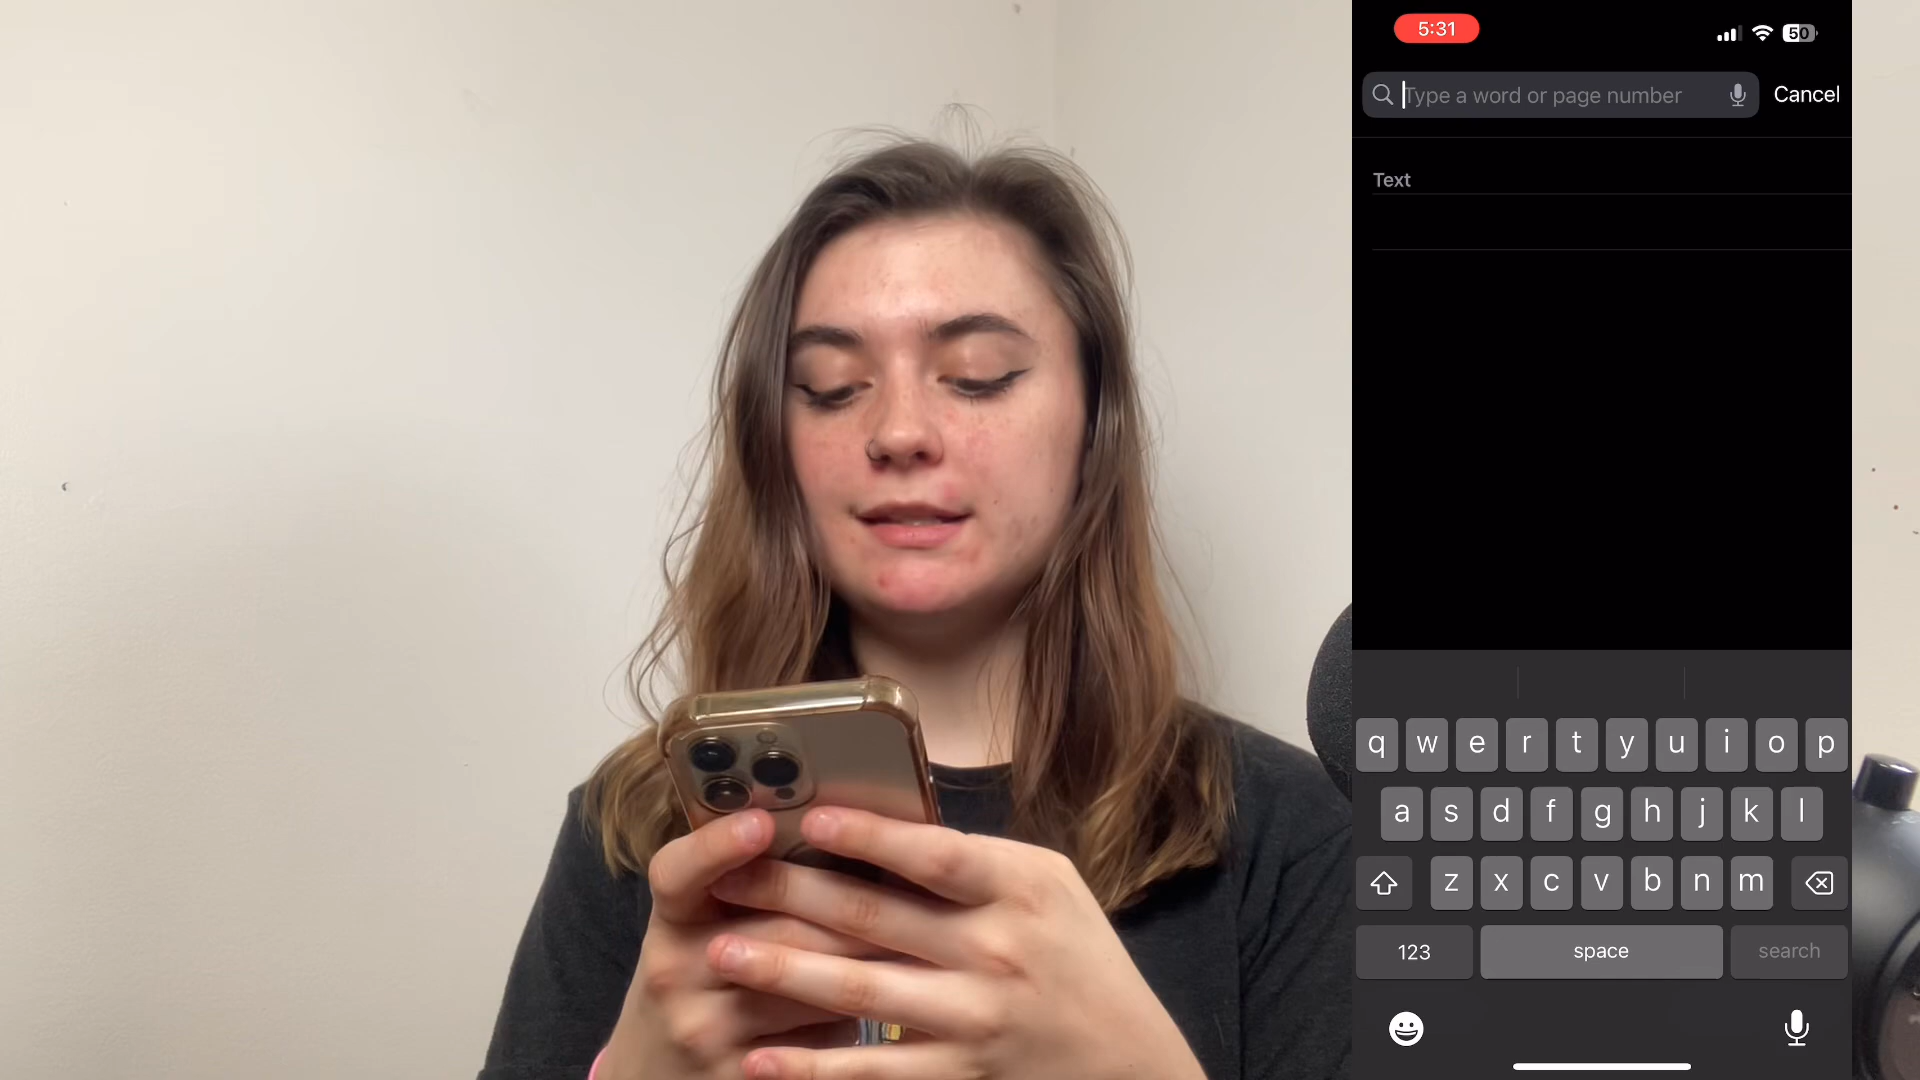 5:31
50
Type a word or page number
Cancel
Text
q w e r t y u i o p
a s d f g h j k l
z x c v b n m
123 space search